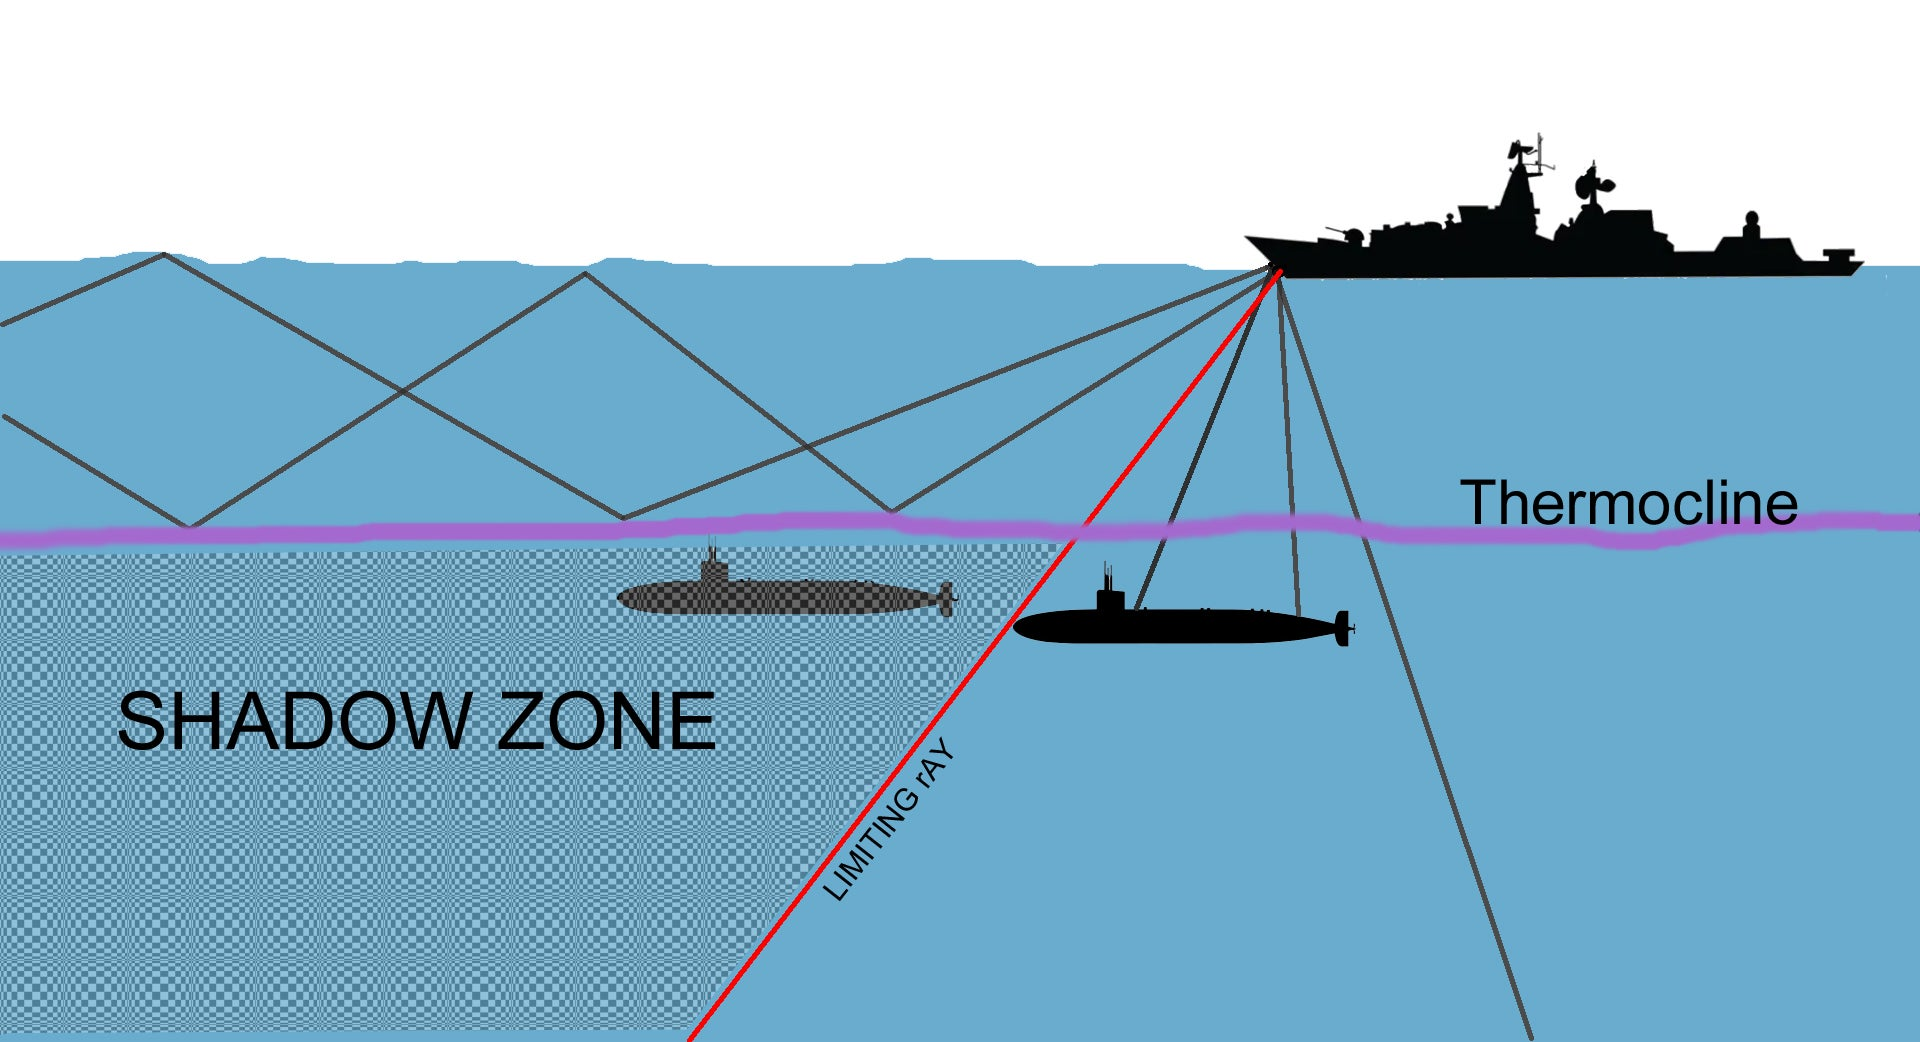 Thermocline
SHADOW ZONE
LIMITING rAY